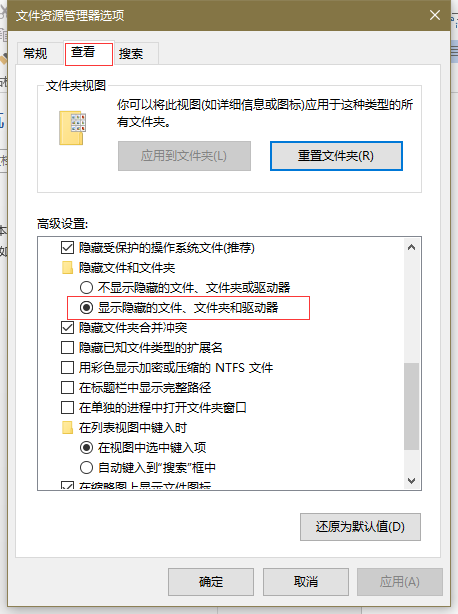 文件资源管理器选项
常规
查看
搜索
文件夹视图
你可以将此视图(如详细信息或图标)应用于这种类型的所
有文件夹。
应用到文件夹(L)
重置文件夹(R)
高级设置:
隐藏受保护的操作系统文件(推荐)
隐藏文件和文件夹
不显示隐藏的文件、文件夹或驱动器
显示隐藏的文件、文件夹和驱动器
隐藏文件夹合并冲突
隐藏已知文件类型的扩展名
用彩色显示加密或压缩的 NTFS 文件
在标题栏中显示完整路径
在单独的进程中打开文件夹窗口
在列表视图中键入时
在视图中选中键入项
自动键入到“搜索”框中
在缩略图上显示文件图标
还原为默认值(D)
确定
取消
应用(A)